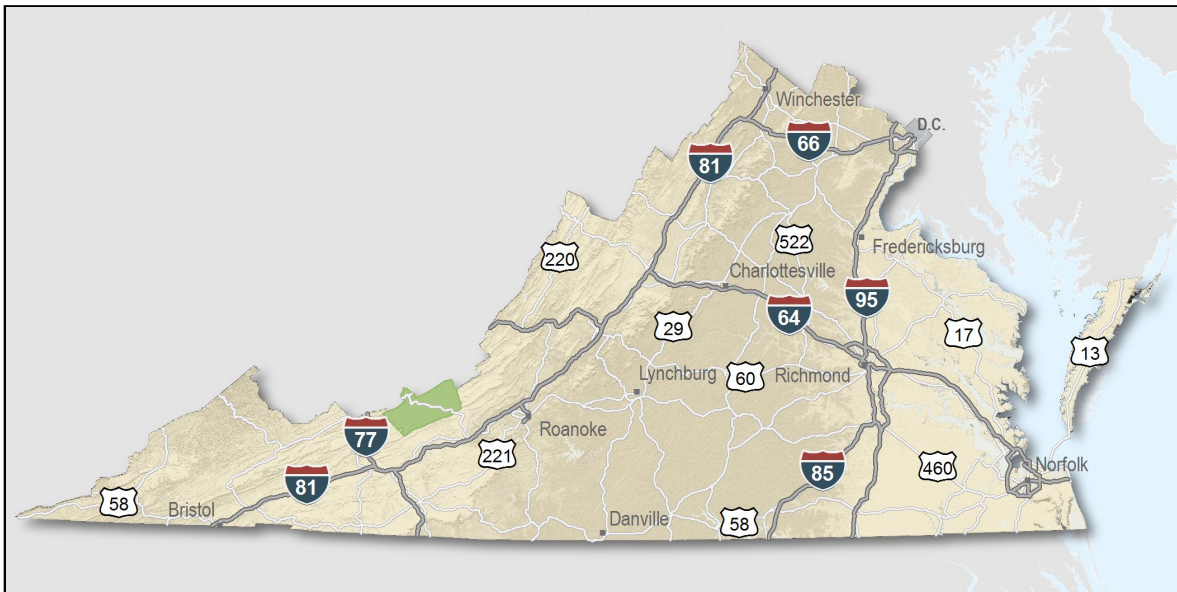 Winchester
D.C.
66
81
522
Fredericksburg
220
Charlottesville
95
64
29
17
13
Lynchburg
60
Richmond
77
Roanoke
221
81
85
460
Norfolk
58
Bristol
Danville
58